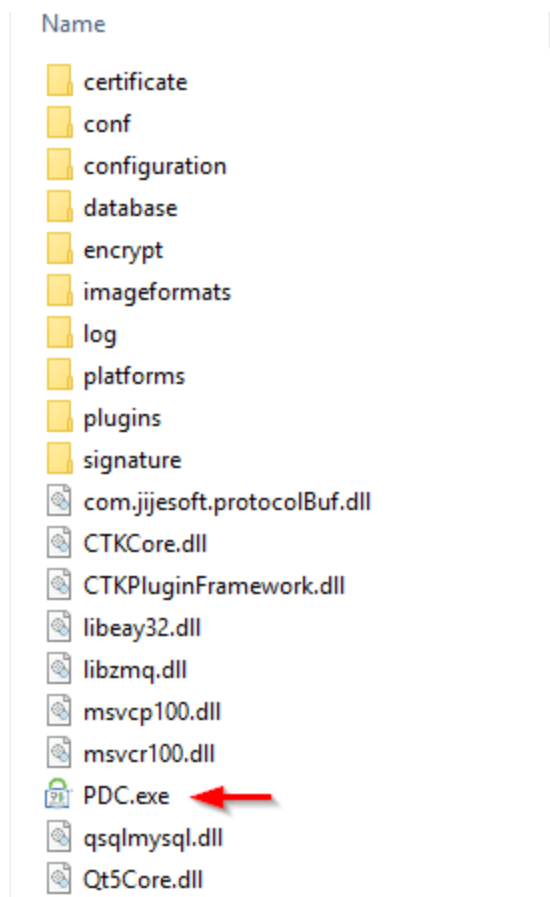 Name
certificate
conf
configuration
database
encrypt
imageformats
log
platforms
plugins
signature
com.jijesoft.protocolBuf.dll
CTKCore.dll
CTKPluginFramework.dll
libeay32.dll
libzmq.dll
msvcp100.dll
msvcr100.dll
PDC.exe
qsqlmysql.dll
Qt5Core.dll